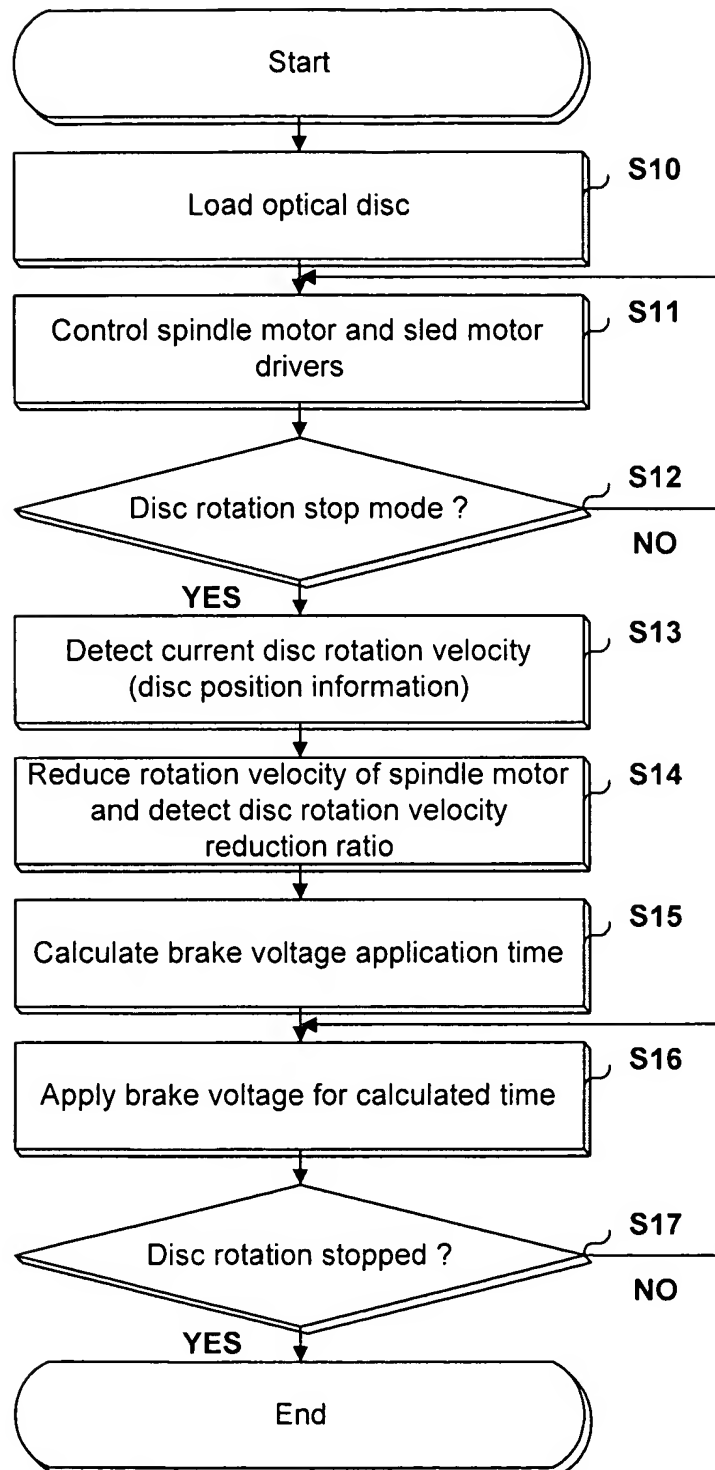 Start
S10
Load optical disc
S11
Control spindle motor and sled motor
drivers
S12
Disc rotation stop mode ?
NO
YES
S13
Detect current disc rotation velocity
(disc position information)
S14
Reduce rotation velocity of spindle motor
and detect disc rotation velocity
reduction ratio
S15
Calculate brake voltage application time
S16
Apply brake voltage for calculated time
S17
Disc rotation stopped ?
NO
YES
End